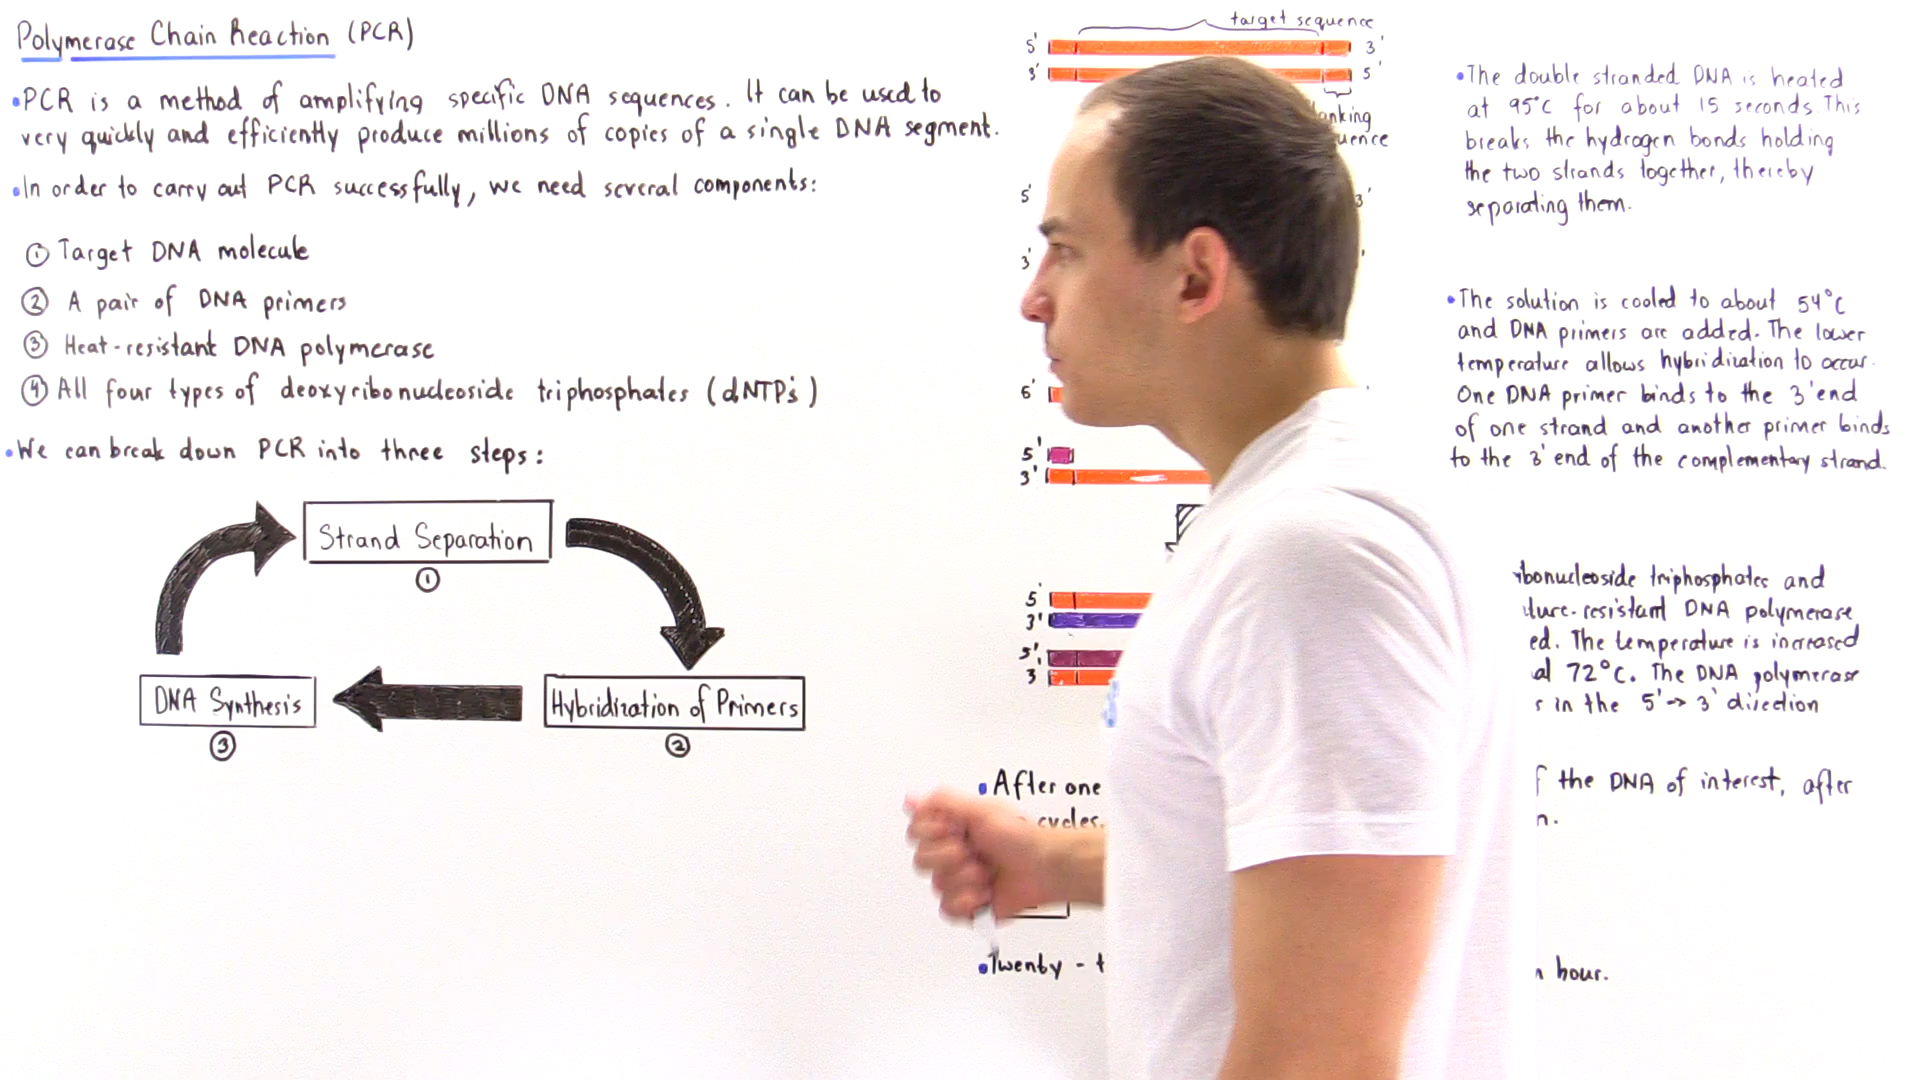 Polymerase Chain Reaction (PCR)
•PCR is a method of amplifying specific DNA sequences. It can be used to
very quickly and efficiently produce millions of copies of a single DNA segment.
•In order to carry out PCR successfully, we need several components:
① Target DNA molecule
② A pair of DNA primers
③ Heat-resistant DNA polymerase
④ All four types of deoxyribonucleoside triphosphates (dNTP's)
•We can break down PCR into three steps:
Strand Separation
①
DNA Synthesis
③
Hybridization of Primers
②
target sequence
5' 3'
3' 5'
5' 3'
3'
5'
5'
3'
5'
3'
5'
3
•After one
cycles.
•Twenty -
•The double stranded DNA is heated
at 95°C for about 15 seconds. This
breaks the hydrogen bonds holding
the two strands together, thereby
separating them.
•The solution is cooled to about 54°C
and DNA primers are added. The lower
temperature allows hybridization to occur.
One DNA primer binds to the 3' end
of one strand and another primer binds
to the 3' end of the complementary strand.
triphosphates and
resistant DNA polymerase
The temperature is increased
72°C. The DNA polymerase
in the 5'→ 3' direction
the DNA of interest, after
hour.